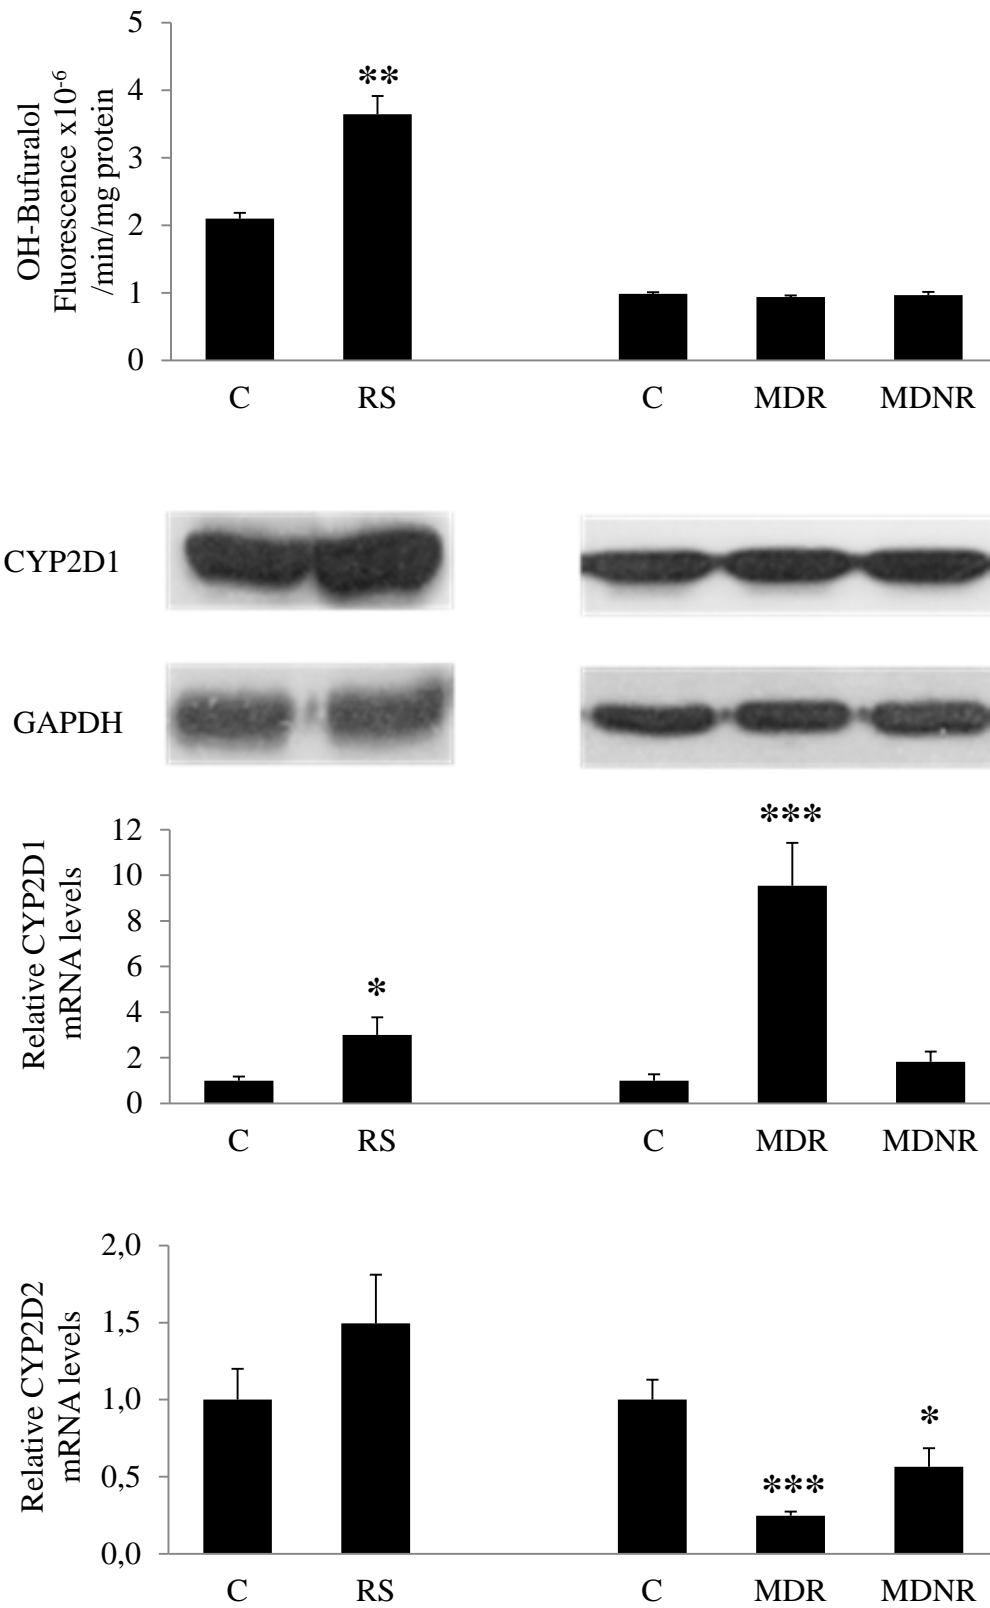 OH-Bufuralol
Fluorescence x10⁻⁶
/min/mg protein
5
4
3
2
1
0
**
C RS C MDR MDNR
CYP2D1
GAPDH
Relative CYP2D1
mRNA levels
12
10
8
6
4
2
0
*
***
C RS C MDR MDNR
Relative CYP2D2
mRNA levels
2,0
1,5
1,0
0,5
0,0
***
*
C RS C MDR MDNR